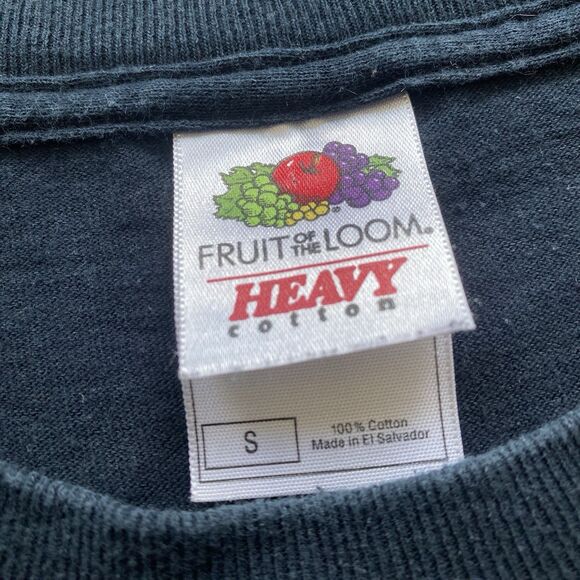 FRUIT OF THE LOOM®
HEAVY
cotton
S
100% Cotton
Made in El Salvador